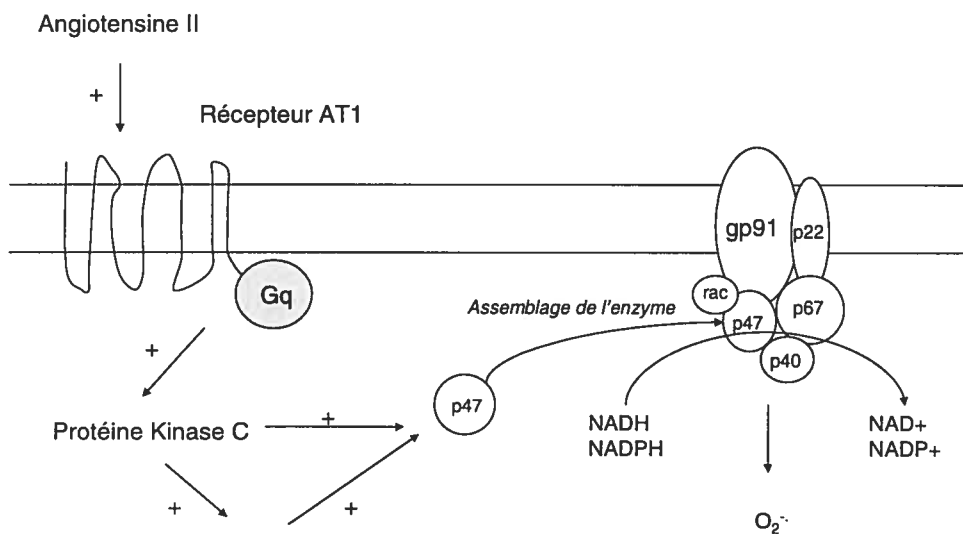 Angiotensine II
+
Récepteur AT1
gp91
p22
Gq
rac
Assemblage de l'enzyme
p47
p67
+
p40
p47
NADH
NADPH
NAD+
NADP+
Protéine Kinase C
+
+
+
O₂⁻·